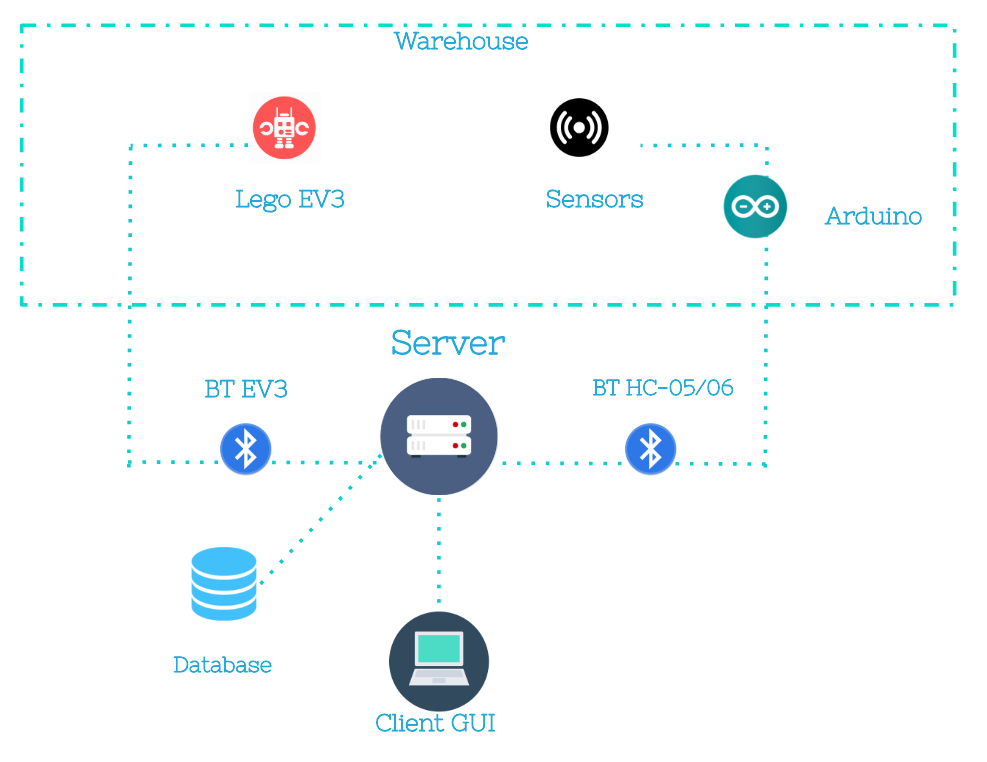 Warehouse
Lego EV3
Sensors
Arduino
Server
BT EV3
BT HC-05/06
Database
Client GUI